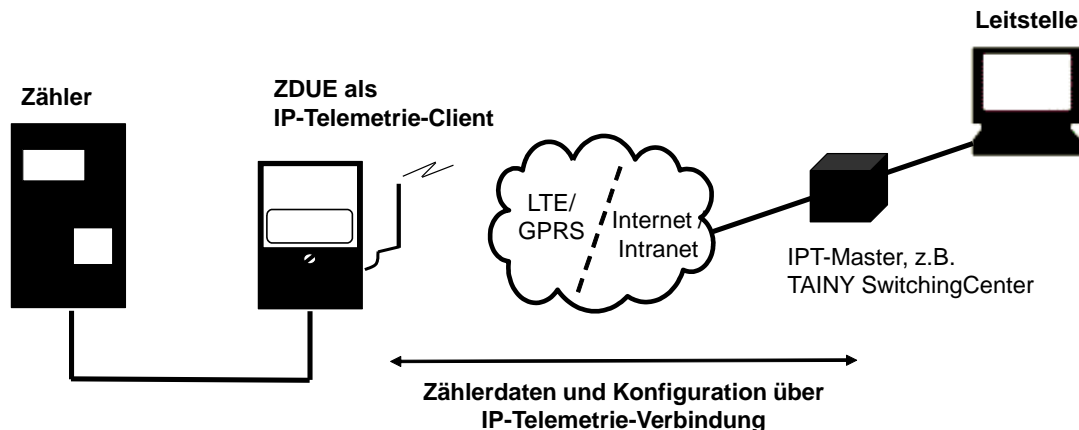 Leitstelle
Zähler
ZDUE als
IP-Telemetrie-Client
LTE/
GPRS
Internet /
Intranet
IPT-Master, z.B.
TAINY SwitchingCenter
Zählerdaten und Konfiguration über
IP-Telemetrie-Verbindung